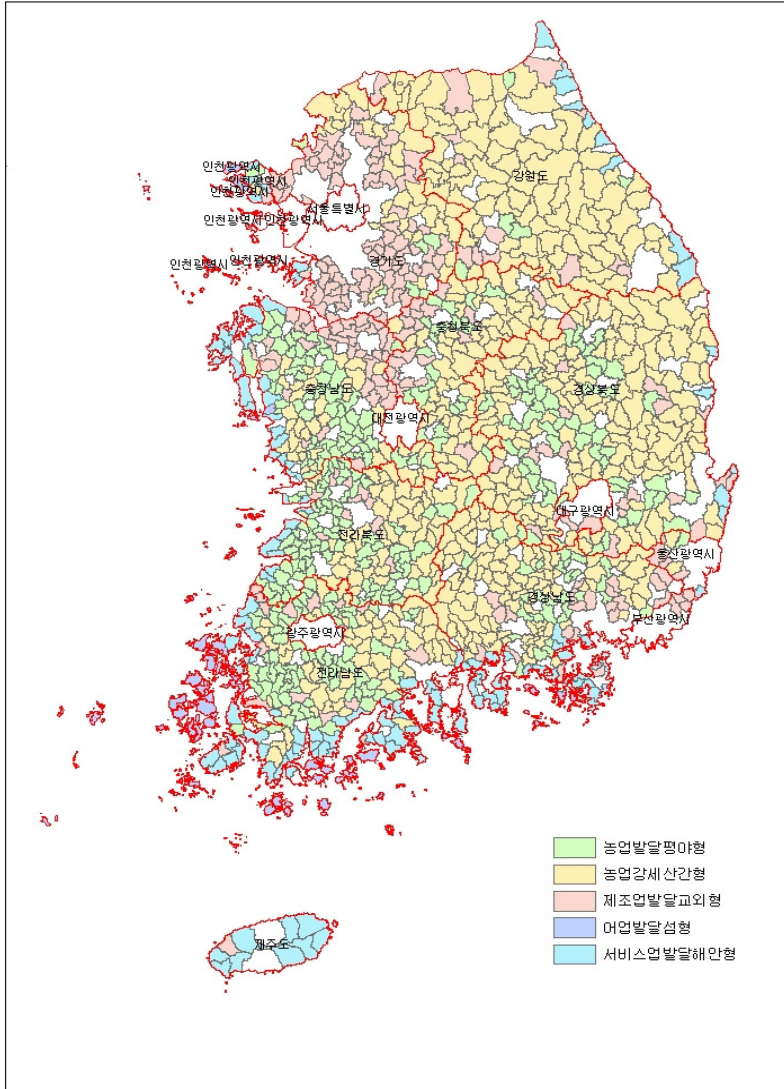 강원도
인천광역시
인천광역시
인천광역시
서울특별시
인천광역시
인천광역시
인천광역시
인천광역시
경기도
충청북도
충청남도
경상북도
대전광역시
대구광역시
전라북도
울산광역시
경상남도
부산광역시
광주광역시
전라남도
농업발달평야형
농업강세산간형
제조업발달교외형
어업발달섬형
서비스업발달해안형
제주도